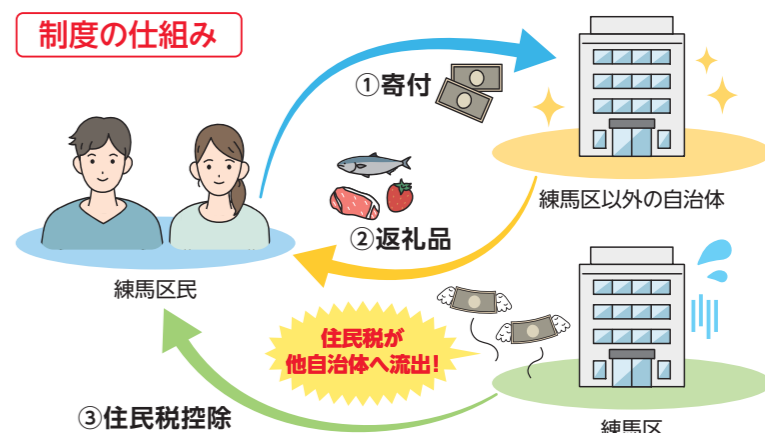 制度の仕組み
①寄付
練馬区以外の自治体
②返礼品
練馬区民
住民税が
他自治体へ流出!
③住民税控除
練馬区